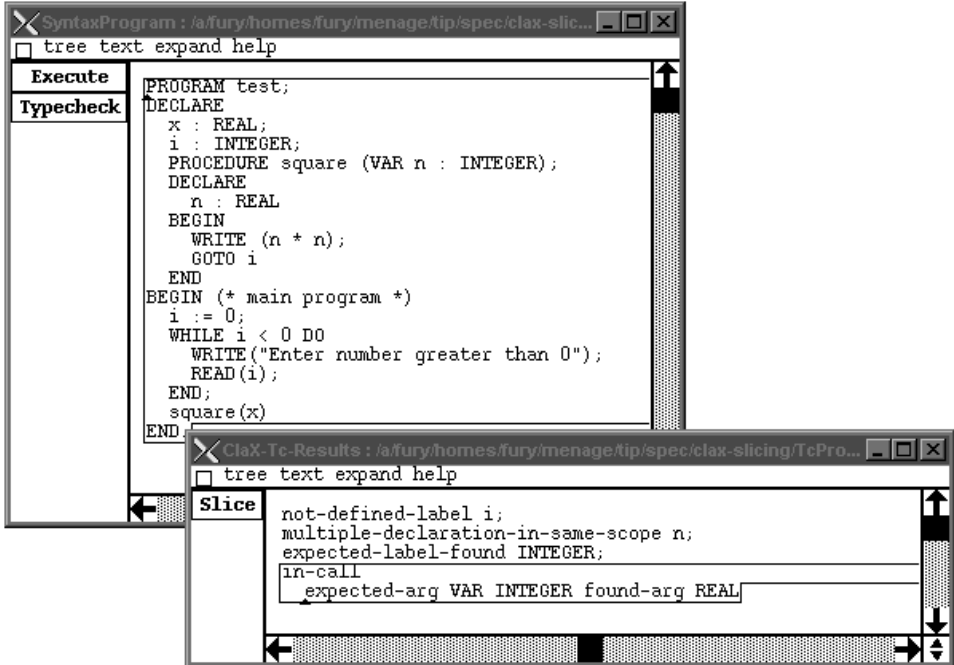 SyntaxProgram : /a/fury/homes/fury/menage/tip/spec/clax-slic...
tree text expand help
Execute
Typecheck
PROGRAM test;
DECLARE
x : REAL;
i : INTEGER;
PROCEDURE square (VAR n : INTEGER);
DECLARE
n : REAL
BEGIN
WRITE (n * n);
GOTO i
END
BEGIN (* main program *)
i := 0;
WHILE i < 0 DO
WRITE("Enter number greater than 0");
READ(i);
END;
square(x)
END.
ClaX-Tc-Results : /a/fury/homes/fury/menage/tip/spec/clax-slicing/TcPro...
tree text expand help
Slice
not-defined-label i;
multiple-declaration-in-same-scope n;
expected-label-found INTEGER;
in-call
expected-arg VAR INTEGER found-arg REAL